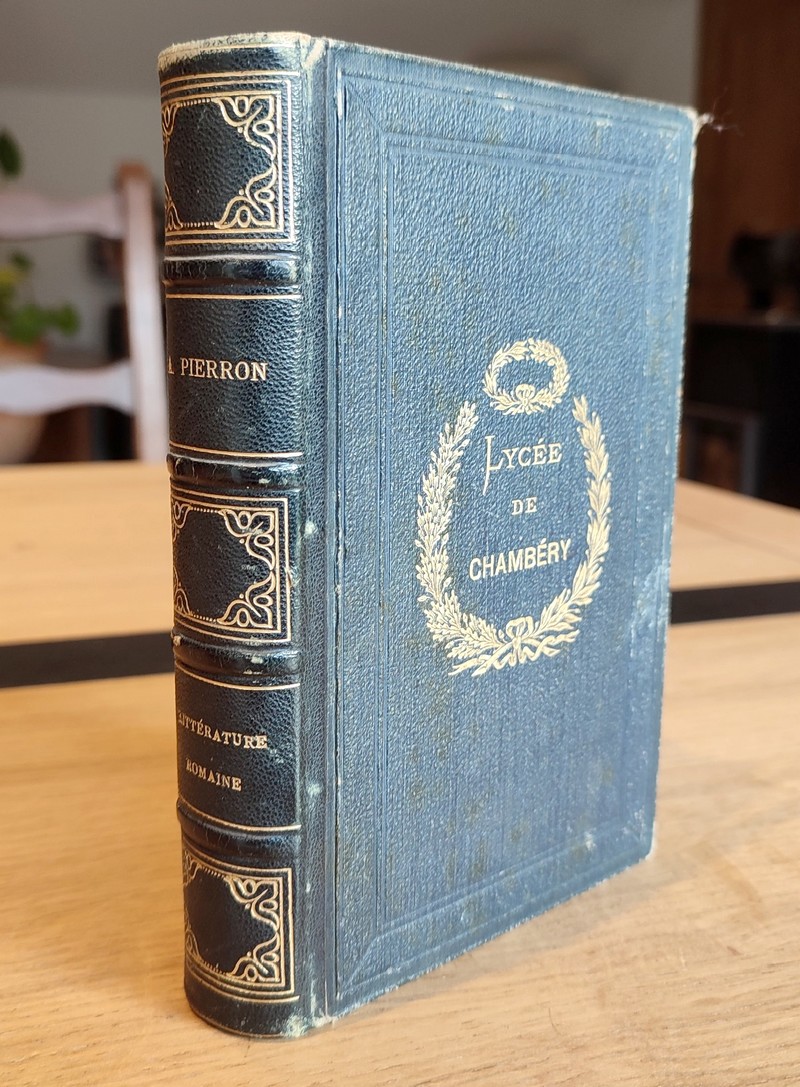 A. PIERRON
LITTÉRATURE
ROMAINE
LYCÉE
DE
CHAMBÉRY